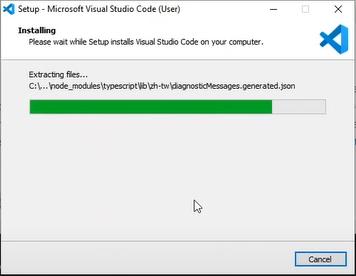 Setup - Microsoft Visual Studio Code (User)
Installing
Please wait while Setup installs Visual Studio Code on your computer.
Extracting files...
C:\...\node_modules\typescript\lib\zh-tw\diagnosticMessages.generated.json
Cancel